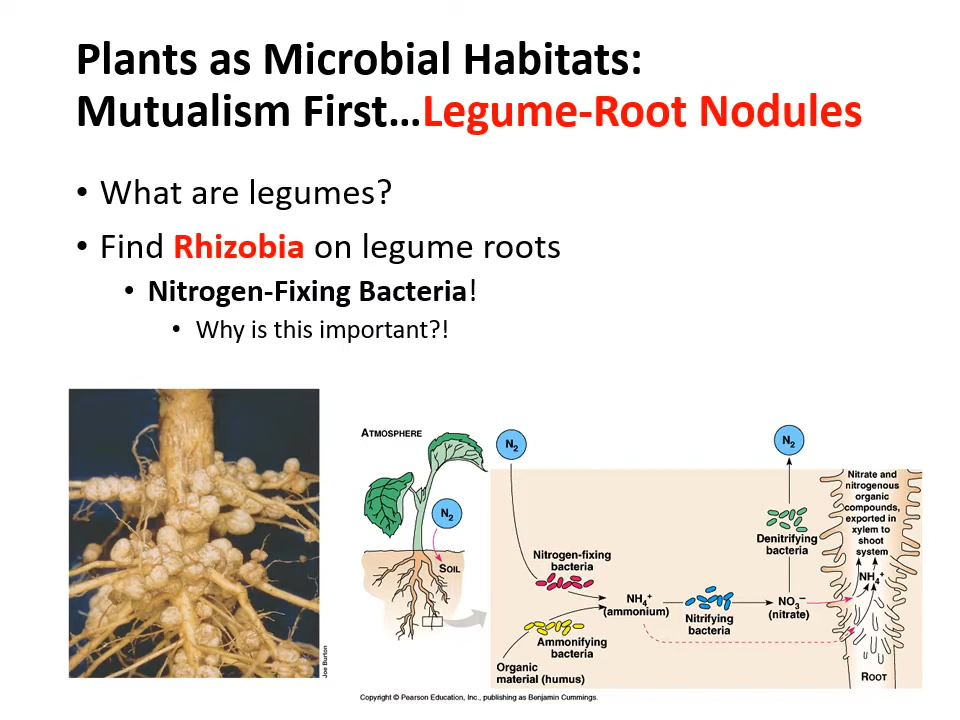 Plants as Microbial Habitats:
Mutualism First…Legume-Root Nodules
• What are legumes?
• Find Rhizobia on legume roots
• Nitrogen-Fixing Bacteria!
• Why is this important?!
Joe Burton
ATMOSPHERE
N2
SOIL
N2
Nitrogen-fixing
bacteria
Ammonifying
bacteria
Organic
material (humus)
NH4+
(ammonium)
Nitrifying
bacteria
NO3–
(nitrate)
Denitrifying
bacteria
N2
Nitrate and
nitrogenous
organic
compounds,
exported in
xylem to
shoot
system
NH4+
ROOT
Copyright © Pearson Education, Inc., publishing as Benjamin Cummings.